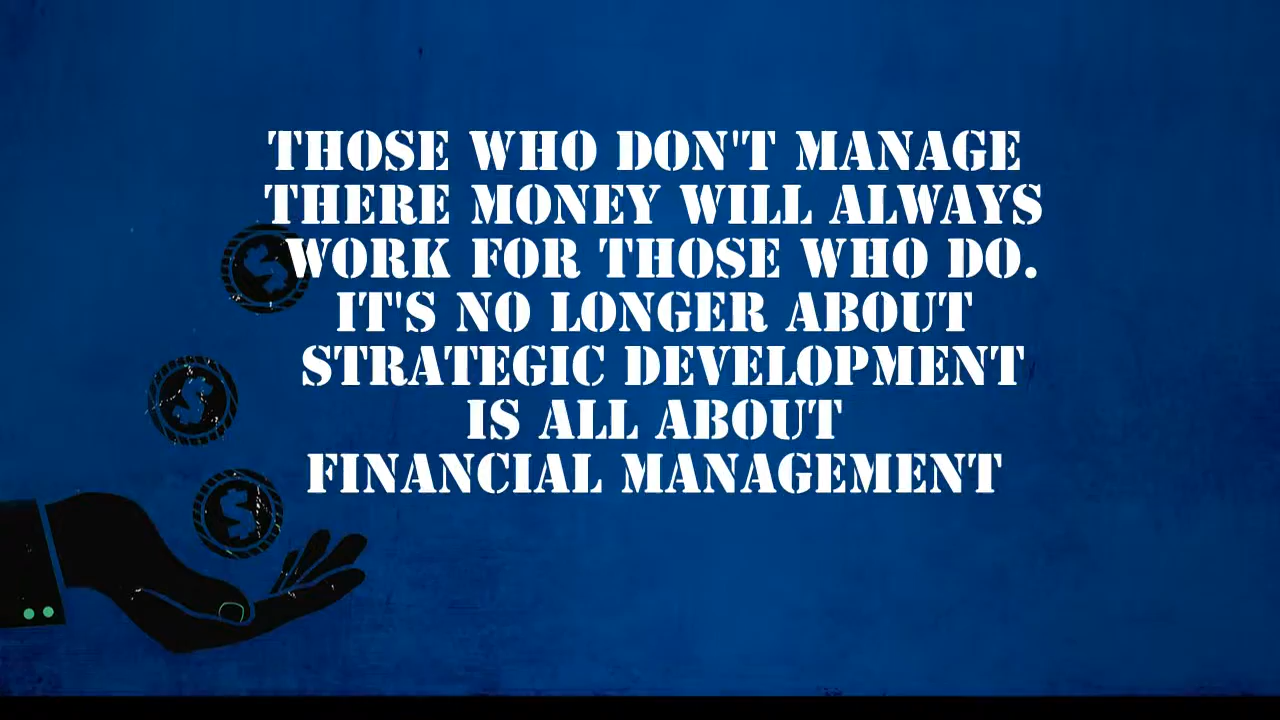 THOSE WHO DON'T MANAGE
THERE MONEY WILL ALWAYS
WORK FOR THOSE WHO DO.
IT'S NO LONGER ABOUT
STRATEGIC DEVELOPMENT
IS ALL ABOUT
FINANCIAL MANAGEMENT